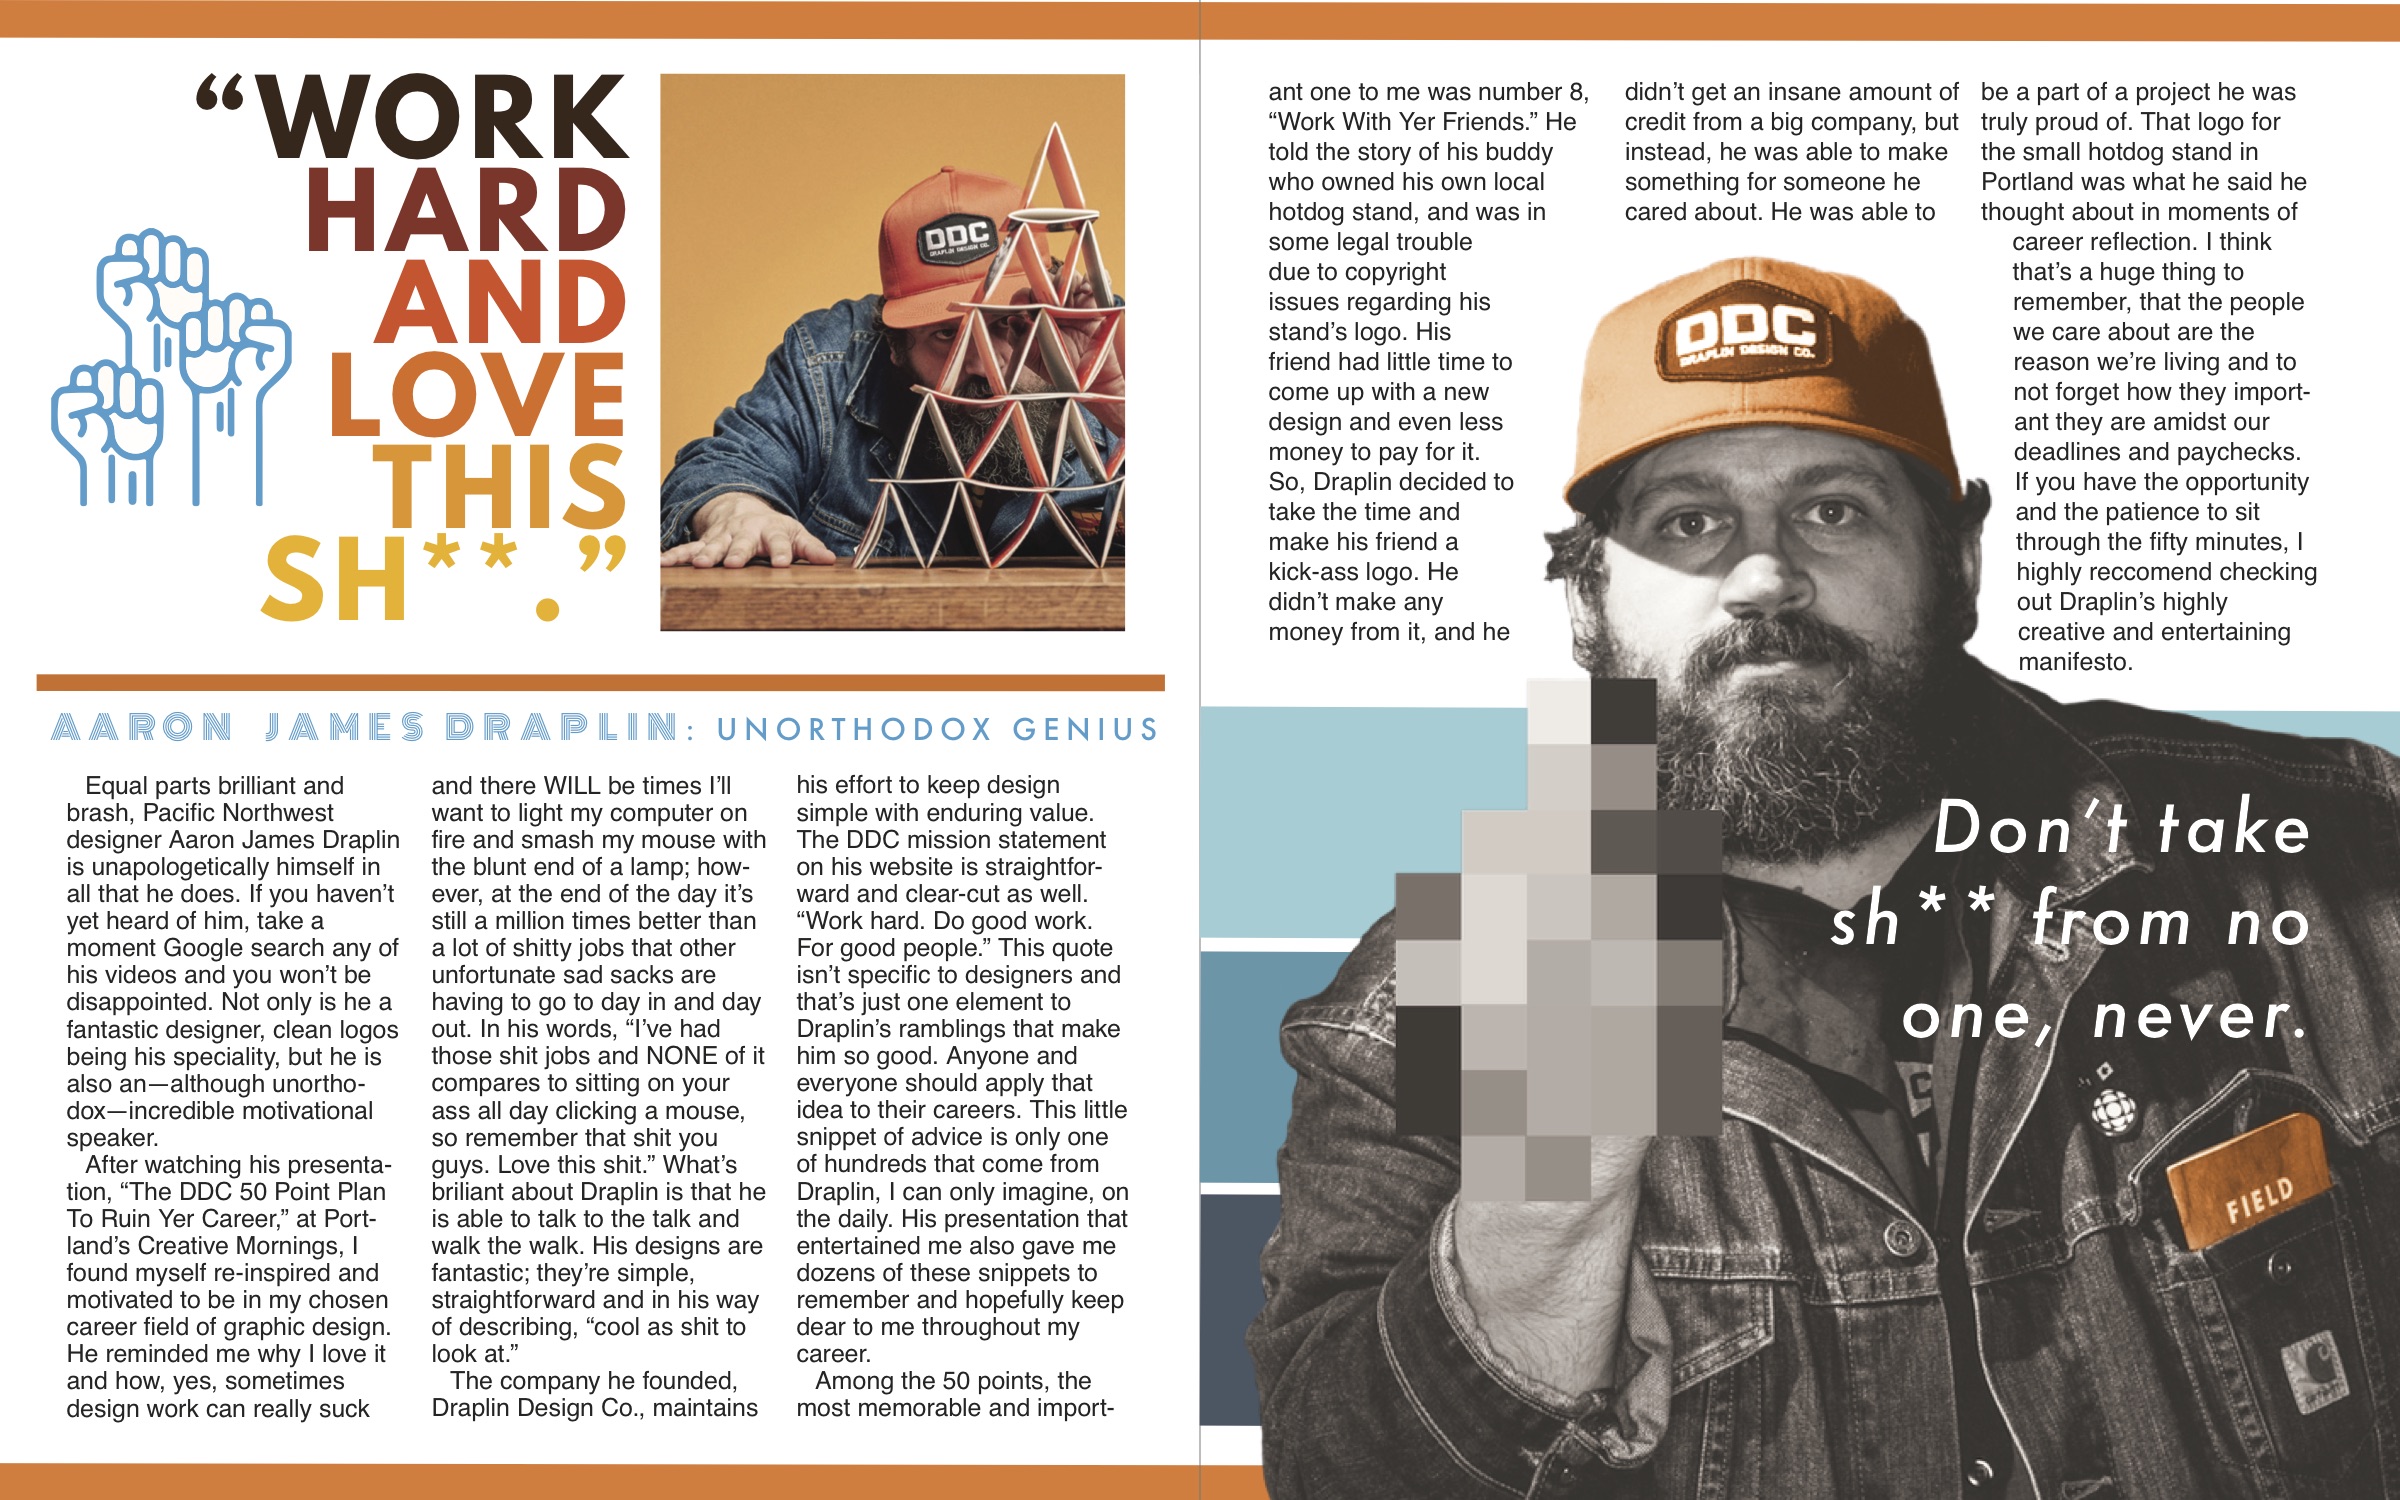 “WORK
HARD
AND
LOVE
THIS
SH**.”
DDC
DRAPLIN DESIGN CO.
AARON JAMES DRAPLIN: UNORTHODOX GENIUS
Equal parts brilliant and
brash, Pacific Northwest
designer Aaron James Draplin
is unapologetically himself in
all that he does. If you haven’t
yet heard of him, take a
moment Google search any of
his videos and you won’t be
disappointed. Not only is he a
fantastic designer, clean logos
being his speciality, but he is
also an—although unortho-
dox—incredible motivational
speaker.
After watching his presenta-
tion, “The DDC 50 Point Plan
To Ruin Yer Career,” at Port-
land’s Creative Mornings, I
found myself re-inspired and
motivated to be in my chosen
career field of graphic design.
He reminded me why I love it
and how, yes, sometimes
design work can really suck
and there WILL be times I’ll
want to light my computer on
fire and smash my mouse with
the blunt end of a lamp; how-
ever, at the end of the day it’s
still a million times better than
a lot of shitty jobs that other
unfortunate sad sacks are
having to go to day in and day
out. In his words, “I’ve had
those shit jobs and NONE of it
compares to sitting on your
ass all day clicking a mouse,
so remember that shit you
guys. Love this shit.” What’s
briliant about Draplin is that he
is able to talk to the talk and
walk the walk. His designs are
fantastic; they’re simple,
straightforward and in his way
of describing, “cool as shit to
look at.”
The company he founded,
Draplin Design Co., maintains
his effort to keep design
simple with enduring value.
The DDC mission statement
on his website is straightfor-
ward and clear-cut as well.
“Work hard. Do good work.
For good people.” This quote
isn’t specific to designers and
that’s just one element to
Draplin’s ramblings that make
him so good. Anyone and
everyone should apply that
idea to their careers. This little
snippet of advice is only one
of hundreds that come from
Draplin, I can only imagine, on
the daily. His presentation that
entertained me also gave me
dozens of these snippets to
remember and hopefully keep
dear to me throughout my
career.
Among the 50 points, the
most memorable and import-
ant one to me was number 8,
“Work With Yer Friends.” He
told the story of his buddy
who owned his own local
hotdog stand, and was in
some legal trouble
due to copyright
issues regarding his
stand’s logo. His
friend had little time to
come up with a new
design and even less
money to pay for it.
So, Draplin decided to
take the time and
make his friend a
kick-ass logo. He
didn’t make any
money from it, and he
didn’t get an insane amount of
credit from a big company, but
instead, he was able to make
something for someone he
cared about. He was able to
be a part of a project he was
truly proud of. That logo for
the small hotdog stand in
Portland was what he said he
thought about in moments of
career reflection. I think
that’s a huge thing to
remember, that the people
we care about are the
reason we’re living and to
not forget how they import-
ant they are amidst our
deadlines and paychecks.
If you have the opportunity
and the patience to sit
through the fifty minutes, I
highly reccomend checking
out Draplin’s highly
creative and entertaining
manifesto.
DDC
DRAPLIN DESIGN CO.
Don’t take
sh** from no
one, never.
FIELD